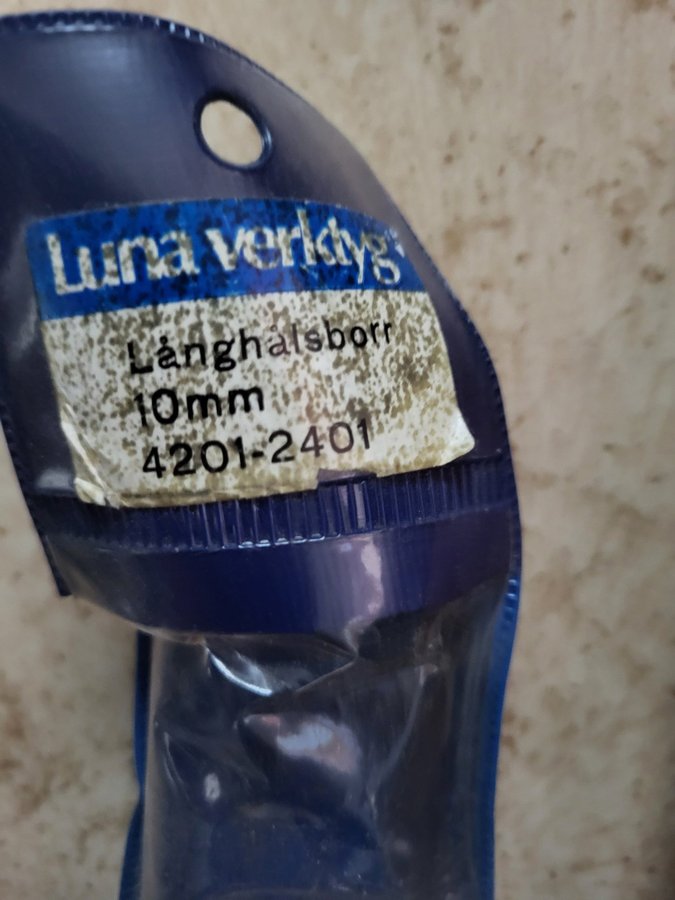 Luna verktyg
Långhålsborr
10mm
4201-2401